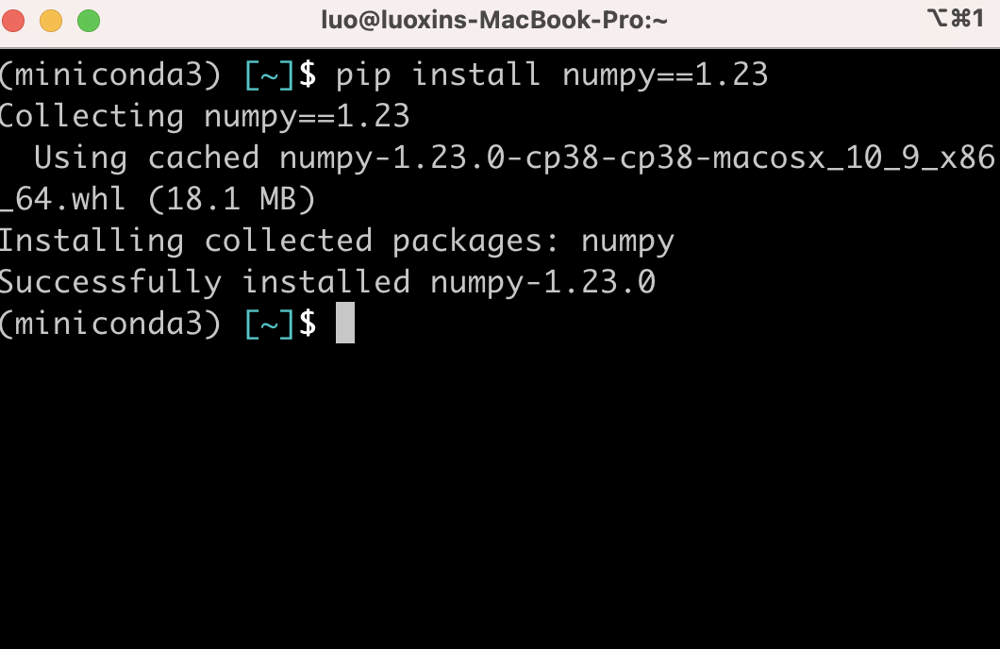 luo@luoxins-MacBook-Pro:~ ⌥⌘1
(miniconda3) [~]$ pip install numpy==1.23
Collecting numpy==1.23
  Using cached numpy-1.23.0-cp38-cp38-macosx_10_9_x86
_64.whl (18.1 MB)
Installing collected packages: numpy
Successfully installed numpy-1.23.0
(miniconda3) [~]$